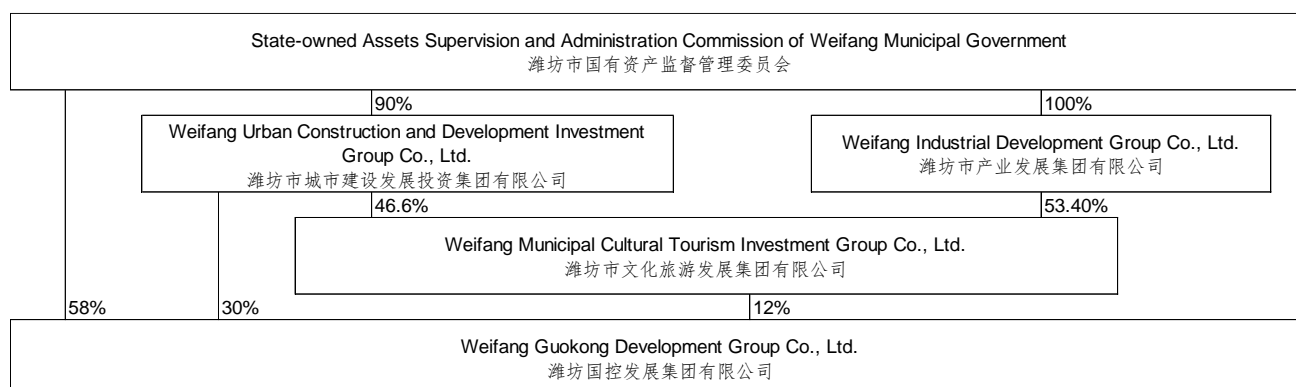 State-owned Assets Supervision and Administration Commission of Weifang Municipal Government
潍坊市国有资产监督管理委员会
90%
100%
Weifang Urban Construction and Development Investment
Group Co., Ltd.
潍坊市城市建设发展投资集团有限公司
Weifang Industrial Development Group Co., Ltd.
潍坊市产业发展集团有限公司
46.6%
53.40%
Weifang Municipal Cultural Tourism Investment Group Co., Ltd.
潍坊市文化旅游发展集团有限公司
58%
30%
12%
Weifang Guokong Development Group Co., Ltd.
潍坊国控发展集团有限公司